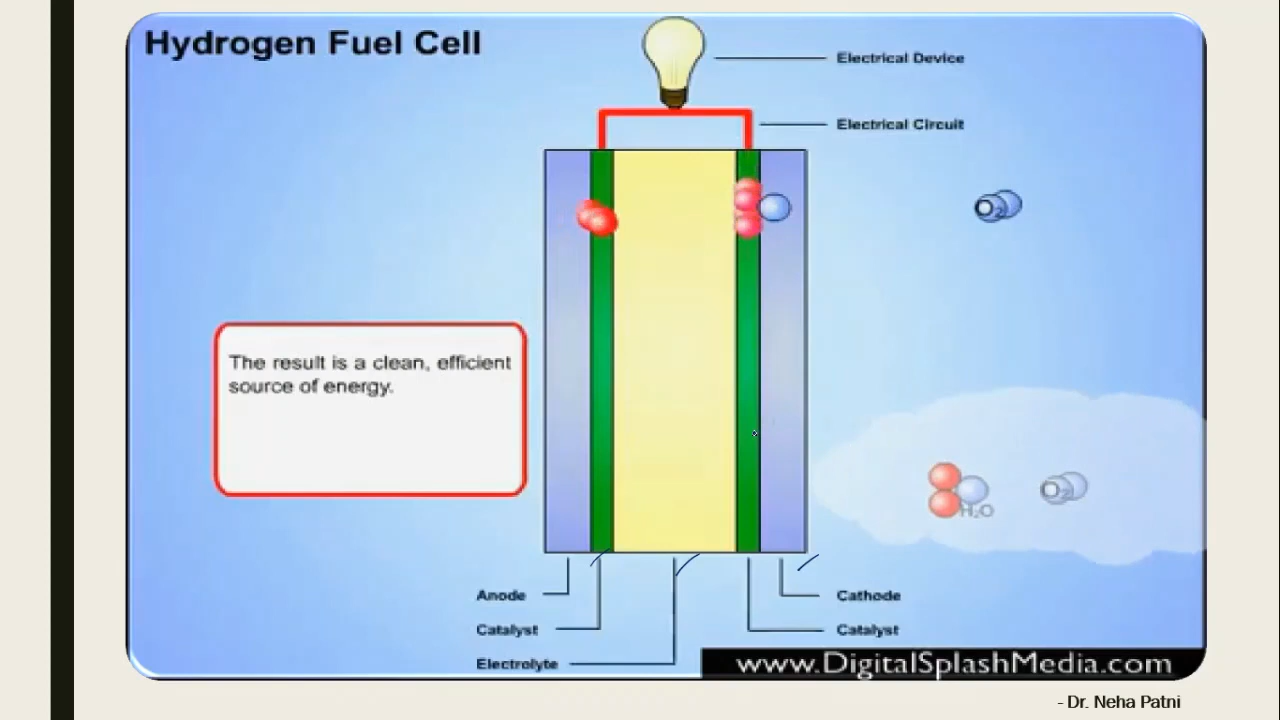 Hydrogen Fuel Cell
Electrical Device
Electrical Circuit
O2
The result is a clean, efficient
source of energy.
H2O
O2
Anode
Cathode
Catalyst
Catalyst
Electrolyte
www.DigitalSplashMedia.com
- Dr. Neha Patni